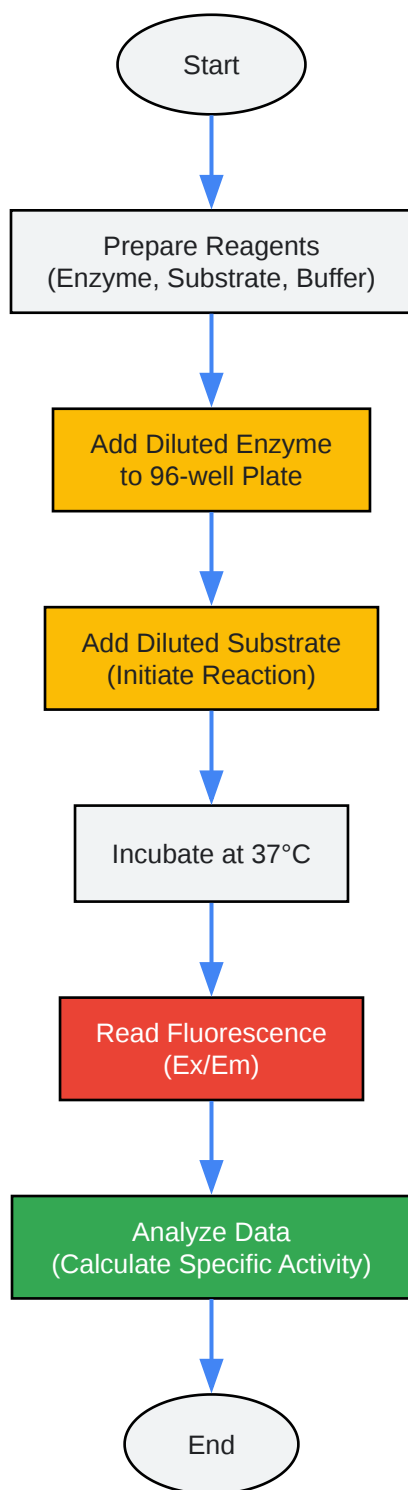 Start
Prepare Reagents
(Enzyme, Substrate, Buffer)
Add Diluted Enzyme
to 96-well Plate
Add Diluted Substrate
(Initiate Reaction)
Incubate at 37°C
Read Fluorescence
(Ex/Em)
Analyze Data
(Calculate Specific Activity)
End